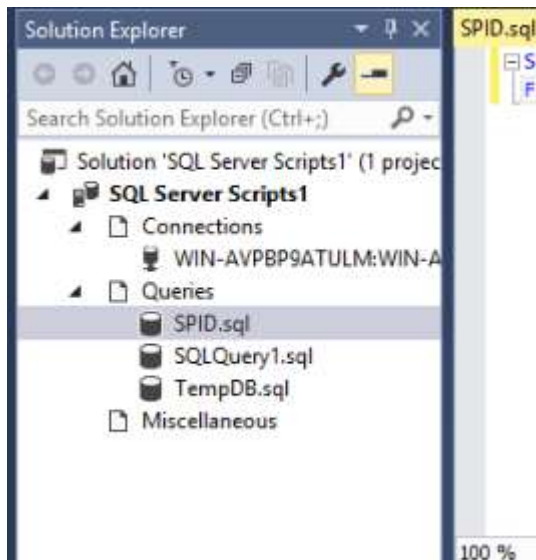 Solution Explorer
SPID.sql
S
F
Search Solution Explorer (Ctrl+;)
Solution 'SQL Server Scripts1' (1 projec
SQL Server Scripts1
Connections
WIN-AVPBP9ATULM:WIN-A
Queries
SPID.sql
SQLQuery1.sql
TempDB.sql
Miscellaneous
100 %